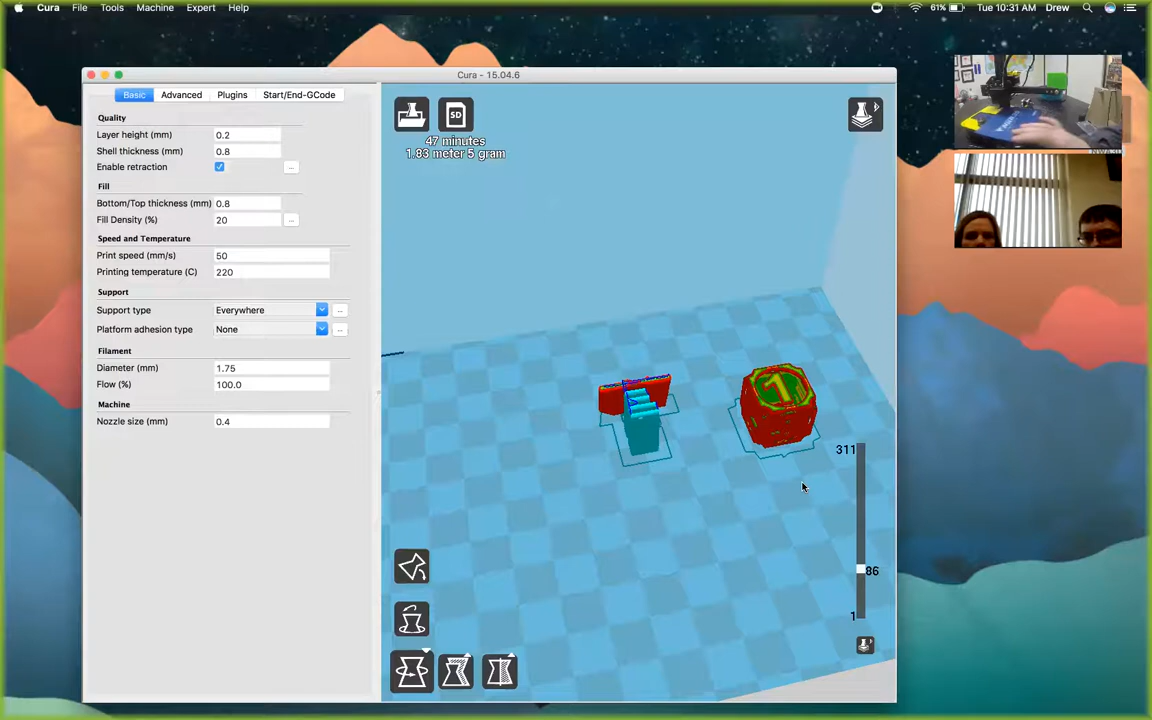 Cura File Tools Machine Expert Help 61% Tue 10:31 AM Drew
Cura - 15.04.6
Basic Advanced Plugins Start/End-GCode
Quality
Layer height (mm) 0.2
Shell thickness (mm) 0.8
Enable retraction ...
Fill
Bottom/Top thickness (mm) 0.8
Fill Density (%) 20 ...
Speed and Temperature
Print speed (mm/s) 50
Printing temperature (C) 220
Support
Support type Everywhere ...
Platform adhesion type None ...
Filament
Diameter (mm) 1.75
Flow (%) 100.0
Machine
Nozzle size (mm) 0.4
SD
47 minutes
1.83 meter 5 gram
1
311
86
1